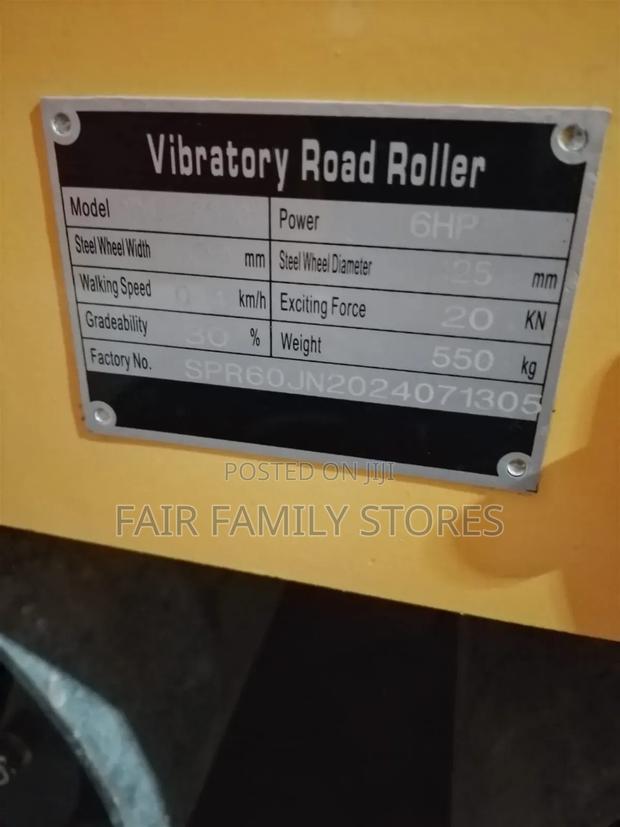 Vibratory Road Roller
Model
Power 6HP
Steel Wheel Width mm
Steel Wheel Diameter mm
Walking Speed km/h
Exciting Force 20 KN
Gradeability 30 %
Weight 550 kg
Factory No. SPR60JN2024071305
POSTED ON JIJI
FAIR FAMILY STORES